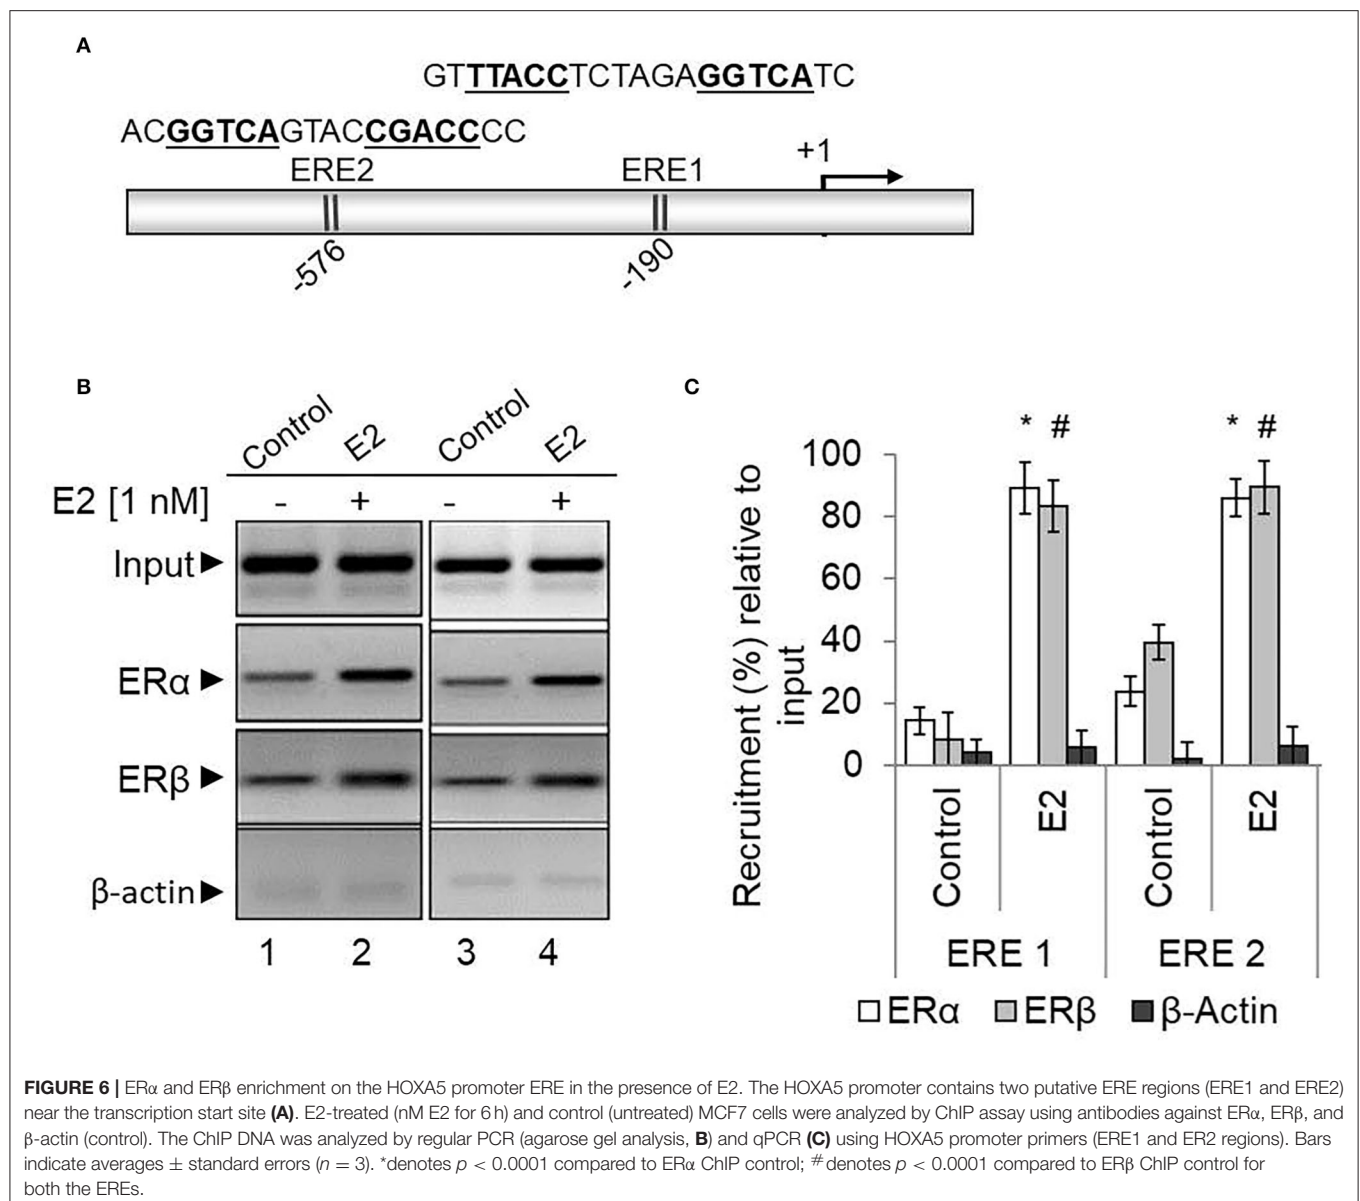 A
GTTTACCTCTAGAGGTCATC
ACGGTCAGTACCGACCCC
ERE2
ERE1
+1
-576
-190
B
Control
E2
Control
E2
E2 [1 nM]
-
+
-
+
Input
ERα
ERβ
β-actin
1
2
3
4
C
*
#
*
#
Recruitment (%) relative to
input
100
80
60
40
20
0
Control
E2
Control
E2
ERE 1
ERE 2
ERα
ERβ
β-Actin
FIGURE 6 | ERα and ERβ enrichment on the HOXA5 promoter ERE in the presence of E2. The HOXA5 promoter contains two putative ERE regions (ERE1 and ERE2)
near the transcription start site (A). E2-treated (nM E2 for 6 h) and control (untreated) MCF7 cells were analyzed by ChIP assay using antibodies against ERα, ERβ, and
β-actin (control). The ChIP DNA was analyzed by regular PCR (agarose gel analysis, B) and qPCR (C) using HOXA5 promoter primers (ERE1 and ER2 regions). Bars
indicate averages ± standard errors (n = 3). *denotes p < 0.0001 compared to ERα ChIP control; #denotes p < 0.0001 compared to ERβ ChIP control for
both the EREs.